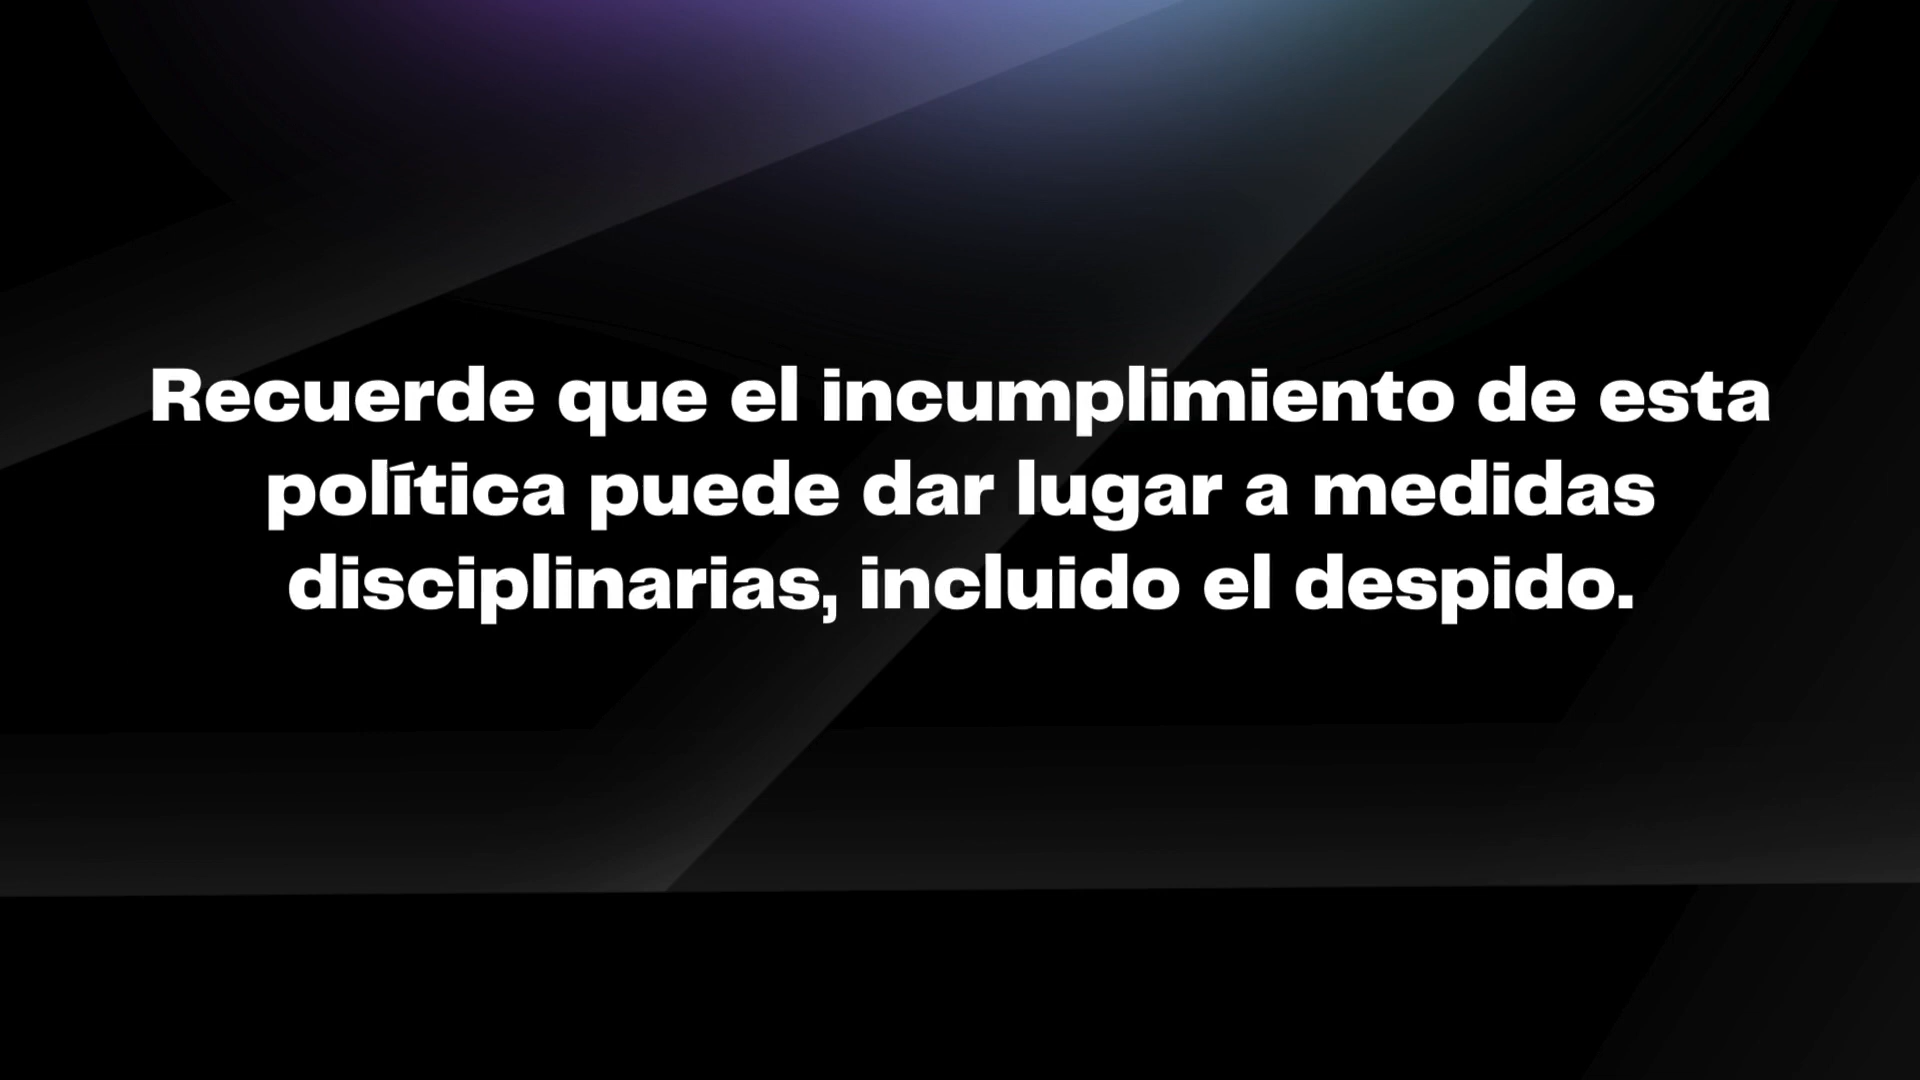 Recuerde que el incumplimiento de esta
política puede dar lugar a medidas
disciplinarias, incluido el despido.